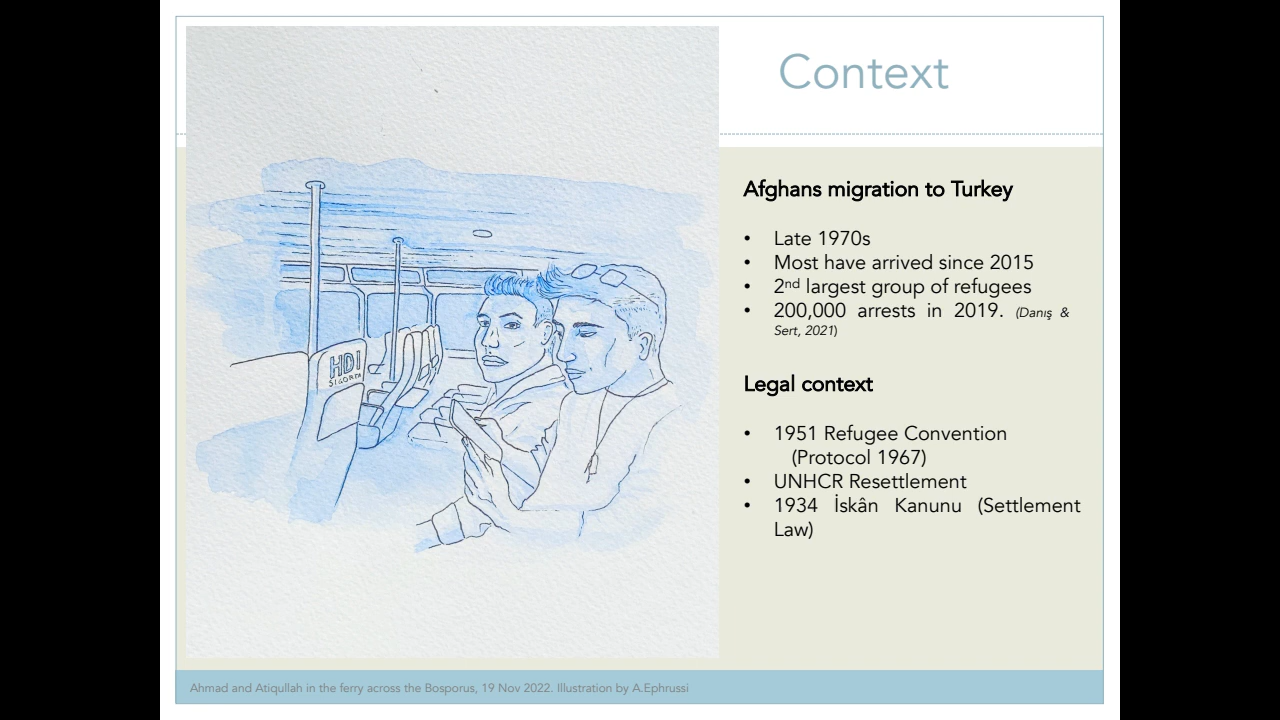 Context
HDI
SIGORTA
Afghans migration to Turkey
• Late 1970s
• Most have arrived since 2015
• 2nd largest group of refugees
• 200,000 arrests in 2019. (Danış &
Sert, 2021)
Legal context
• 1951 Refugee Convention
(Protocol 1967)
• UNHCR Resettlement
• 1934 İskân Kanunu (Settlement
Law)
Ahmad and Atiqullah in the ferry across the Bosporus, 19 Nov 2022. Illustration by A.Ephrussi